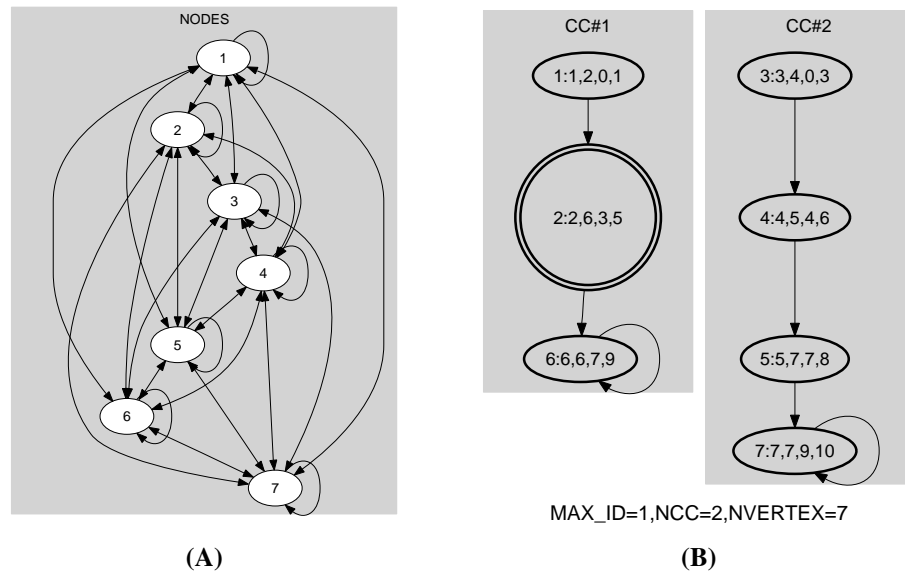 NODES
1
2
3
4
5
6
7
(A)
CC#1
1:1,2,0,1
2:2,6,3,5
6:6,6,7,9
CC#2
3:3,4,0,3
4:4,5,4,6
5:5,7,7,8
7:7,7,9,10
MAX_ID=1,NCC=2,NVERTEX=7
(B)